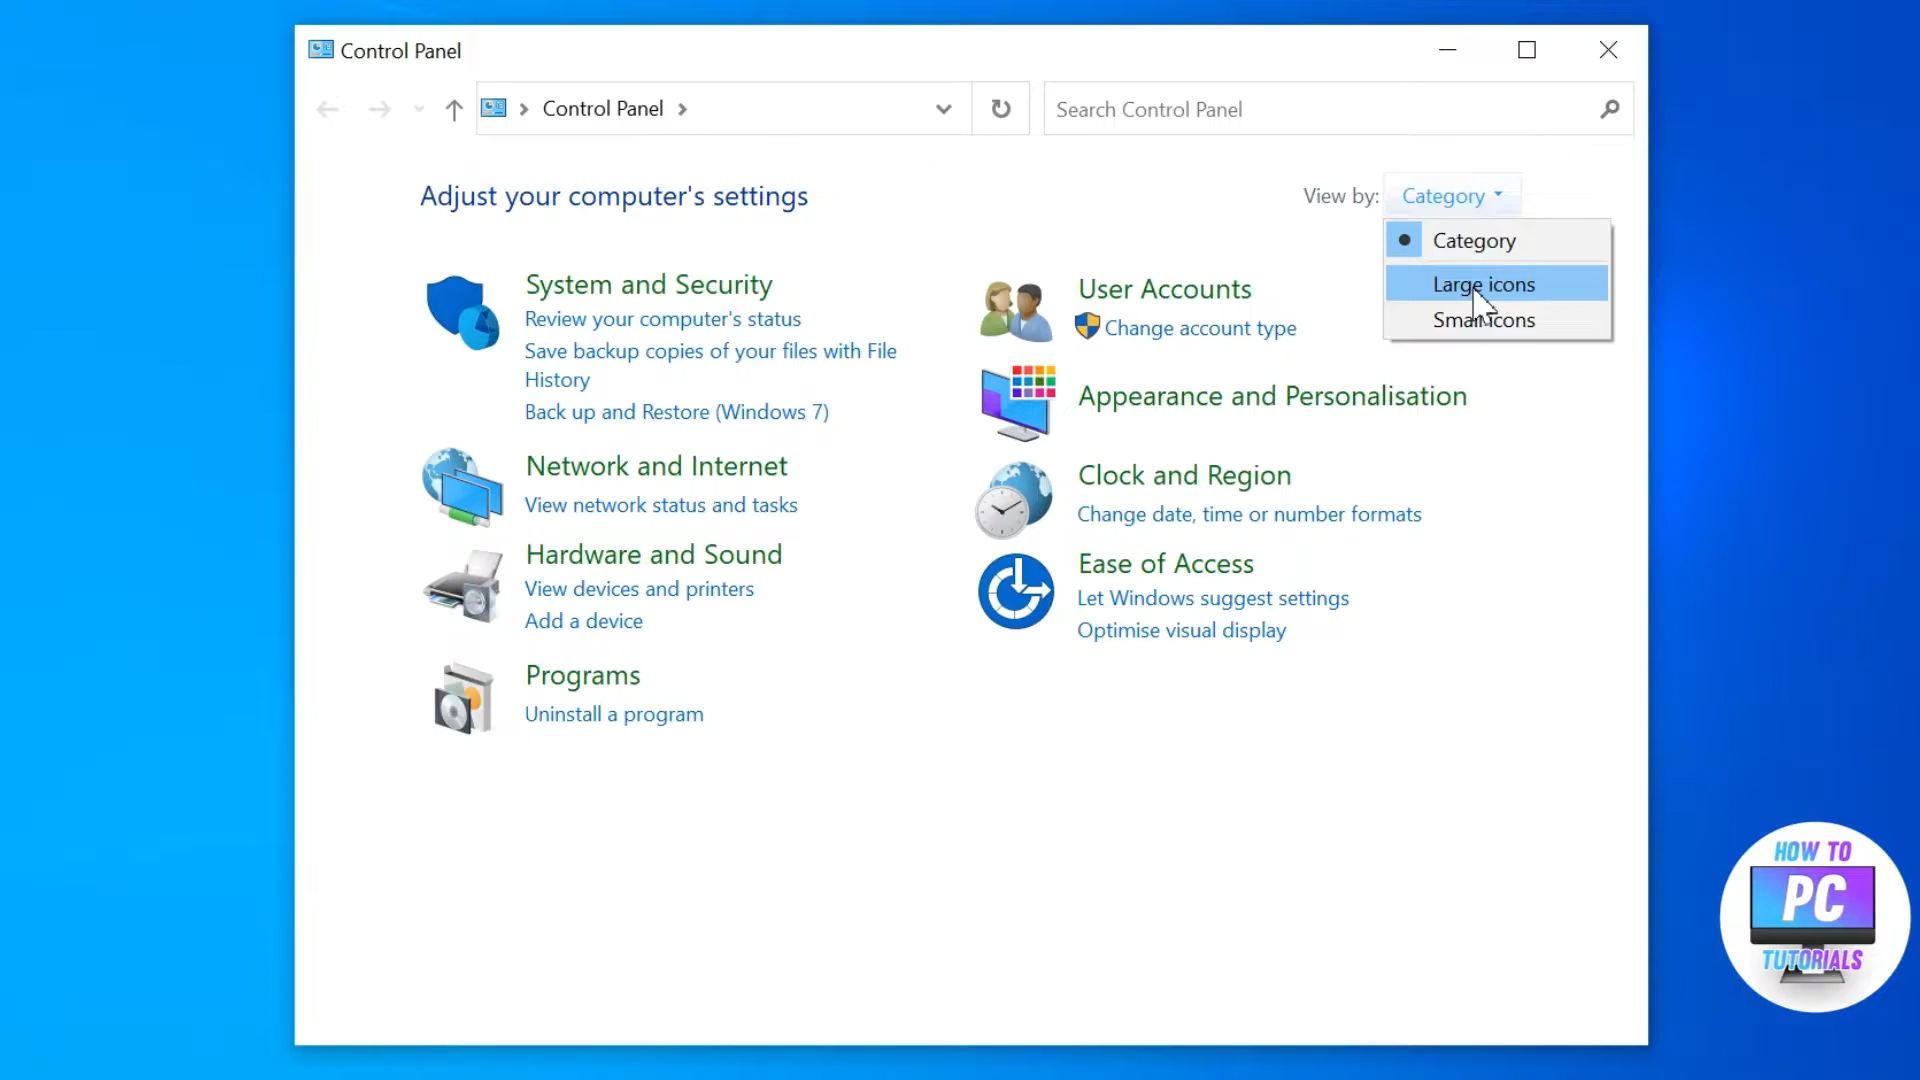 Control Panel
Control Panel
Search Control Panel
Adjust your computer's settings
View by: Category
Category
Large icons
Small icons
System and Security
Review your computer's status
Save backup copies of your files with File
History
Back up and Restore (Windows 7)
Network and Internet
View network status and tasks
Hardware and Sound
View devices and printers
Add a device
Programs
Uninstall a program
User Accounts
Change account type
Appearance and Personalisation
Clock and Region
Change date, time or number formats
Ease of Access
Let Windows suggest settings
Optimise visual display
HOW TO
PC
TUTORIALS